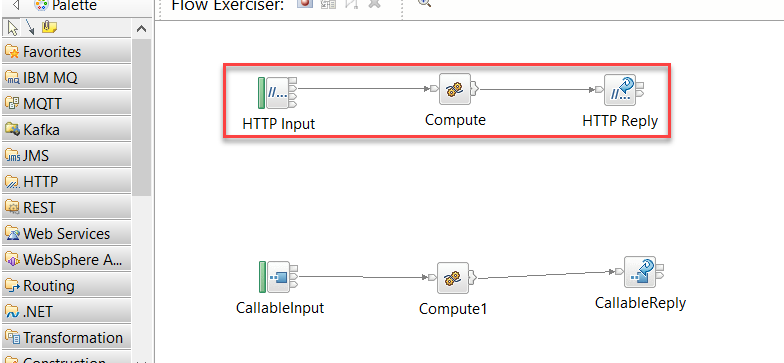 Palette
Flow Exerciser:
Favorites
IBM MQ
MQTT
Kafka
JMS
HTTP
REST
Web Services
WebSphere A...
Routing
.NET
Transformation
Construction
HTTP Input
Compute
HTTP Reply
CallableInput
Compute1
CallableReply